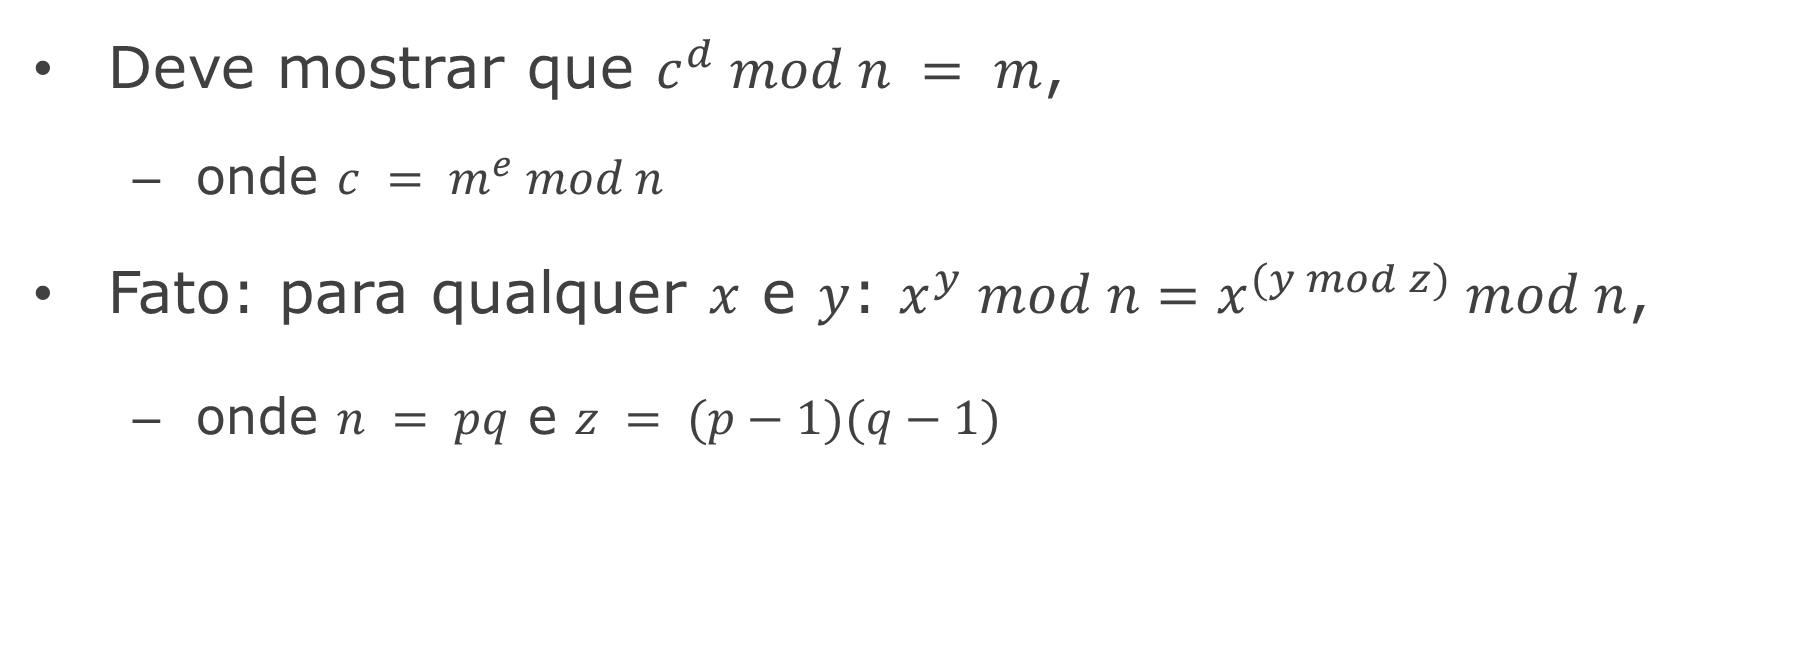 • Deve mostrar que c^d mod n = m,
– onde c = m^e mod n
• Fato: para qualquer x e y: x^y mod n = x^(y mod z) mod n,
– onde n = pq e z = (p − 1)(q − 1)